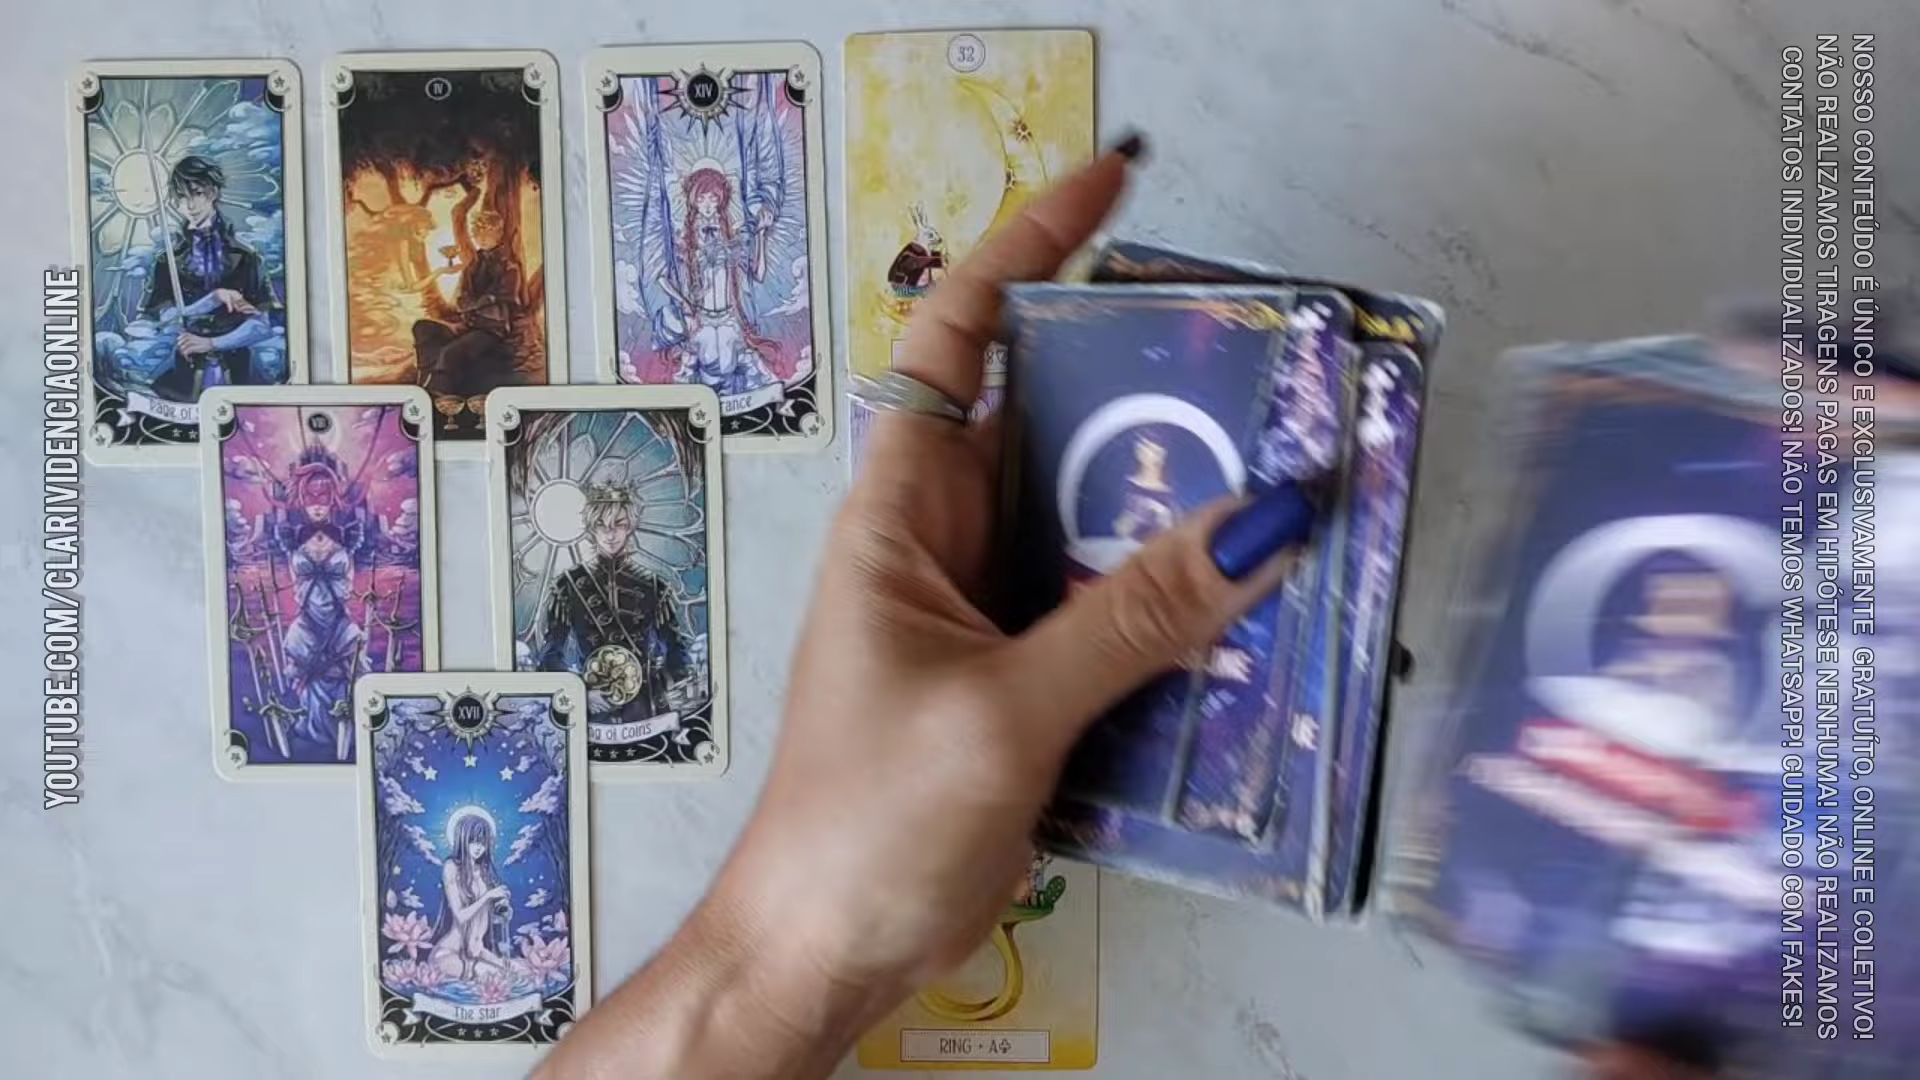 YOUTUBE.COM/CLARIVIDENCIAONLINE
NOSSO CONTEÚDO É ÚNICO E EXCLUSIVAMENTE GRATUÍTO, ONLINE E COLETIVO!
NÃO REALIZAMOS TIRAGENS PAGAS EM HIPÓTESE NENHUMA! NÃO REALIZAMOS
CONTATOS INDIVIDUALIZADOS! NÃO TEMOS WHATSAPP! CUIDADO COM FAKES!
IV
XIV
32
Page of
VIII
King of Coins
XVII
The Star
RING • A♣